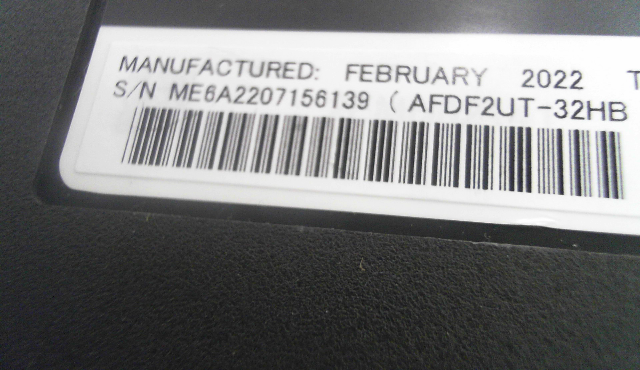 MANUFACTURED: FEBRUARY 2022 T
S/N ME6A2207156139 ( AFDF2UT-32HB